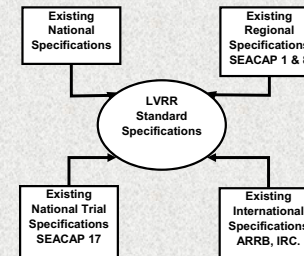 Existing
National
Specifications
Existing
Regional
Specifications
SEACAP 1 & 8
LVRR
Standard
Specifications
Existing
National Trial
Specifications
SEACAP 17
Existing
International
Specifications
ARRB, IRC.